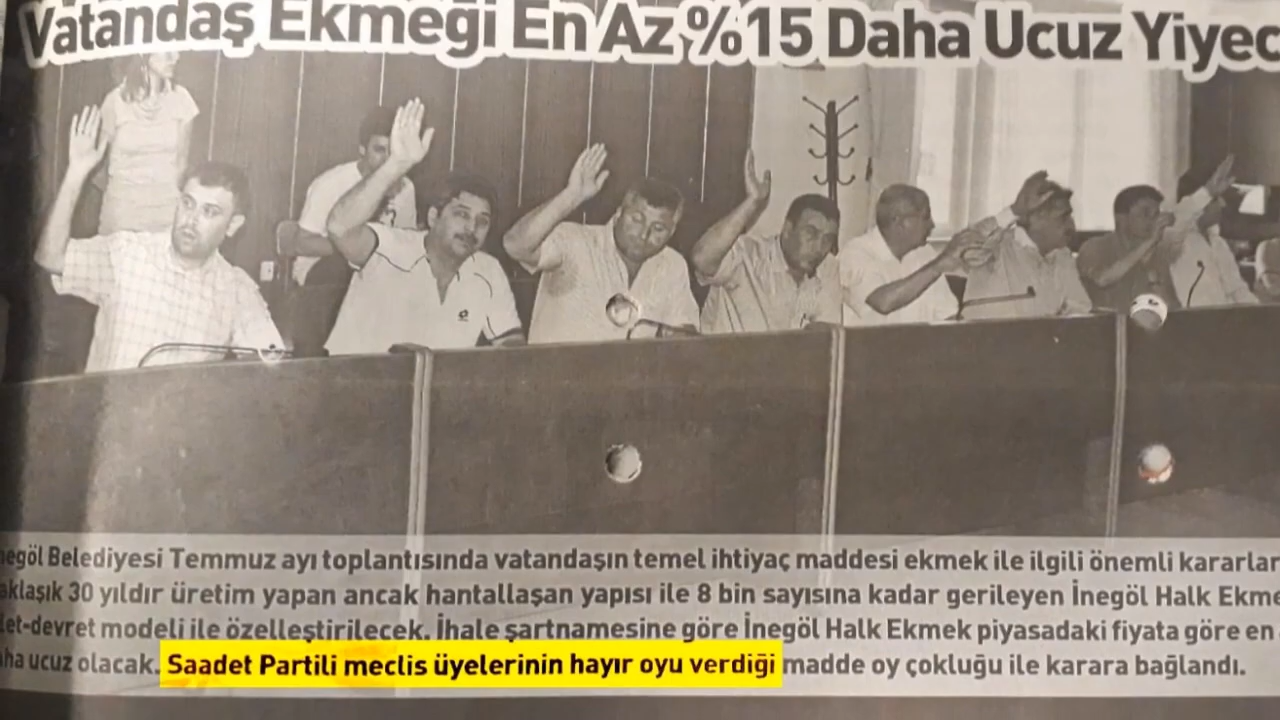 Vatandaş Ekmeği En Az %15 Daha Ucuz Yiyec
negöl Belediyesi Temmuz ayı toplantısında vatandaşın temel ihtiyaç maddesi ekmek ile ilgili önemli kararlar
aklaşık 30 yıldır üretim yapan ancak hantallaşan yapısı ile 8 bin sayısına kadar gerileyen İnegöl Halk Ekme
let-devret modeli ile özelleştirilecek. İhale şartnamesine göre İnegöl Halk Ekmek piyasadaki fiyata göre en
aha ucuz olacak. Saadet Partili meclis üyelerinin hayır oyu verdiği madde oy çokluğu ile karara bağlandı.